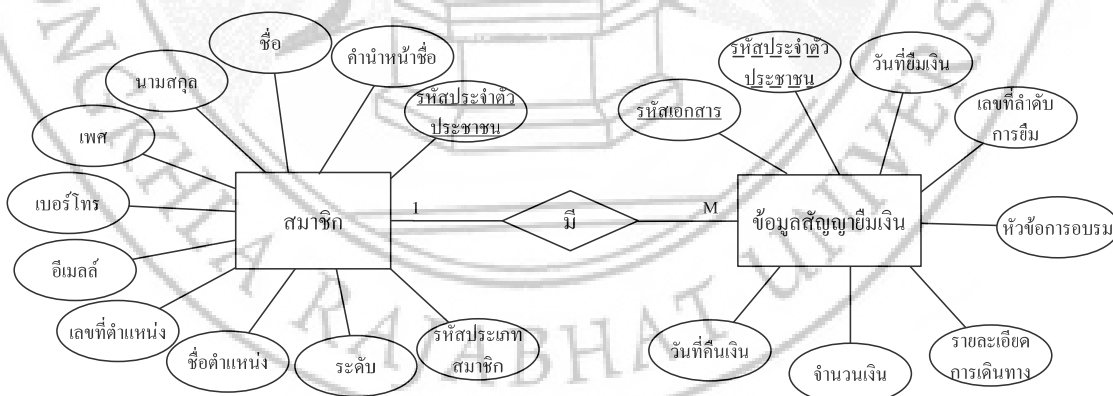 ชื่อ
คำนำหน้าชื่อ
นามสกุล
รหัสประจำตัว
ประชาชน
เพศ
เบอร์โทร
อีเมลล์
เลขที่ตำแหน่ง
ชื่อตำแหน่ง
ระดับ
รหัสประเภท
สมาชิก
สมาชิก
1
มี
M
ข้อมูลสัญญายืมเงิน
รหัสเอกสาร
รหัสประจำตัว
ประชาชน
วันที่ยืมเงิน
เลขที่ลำดับ
การยืม
หัวข้อการอบรม
รายละเอียด
การเดินทาง
จำนวนเงิน
วันที่คืนเงิน
ONGKHLA RAJABHAT UNIVERS